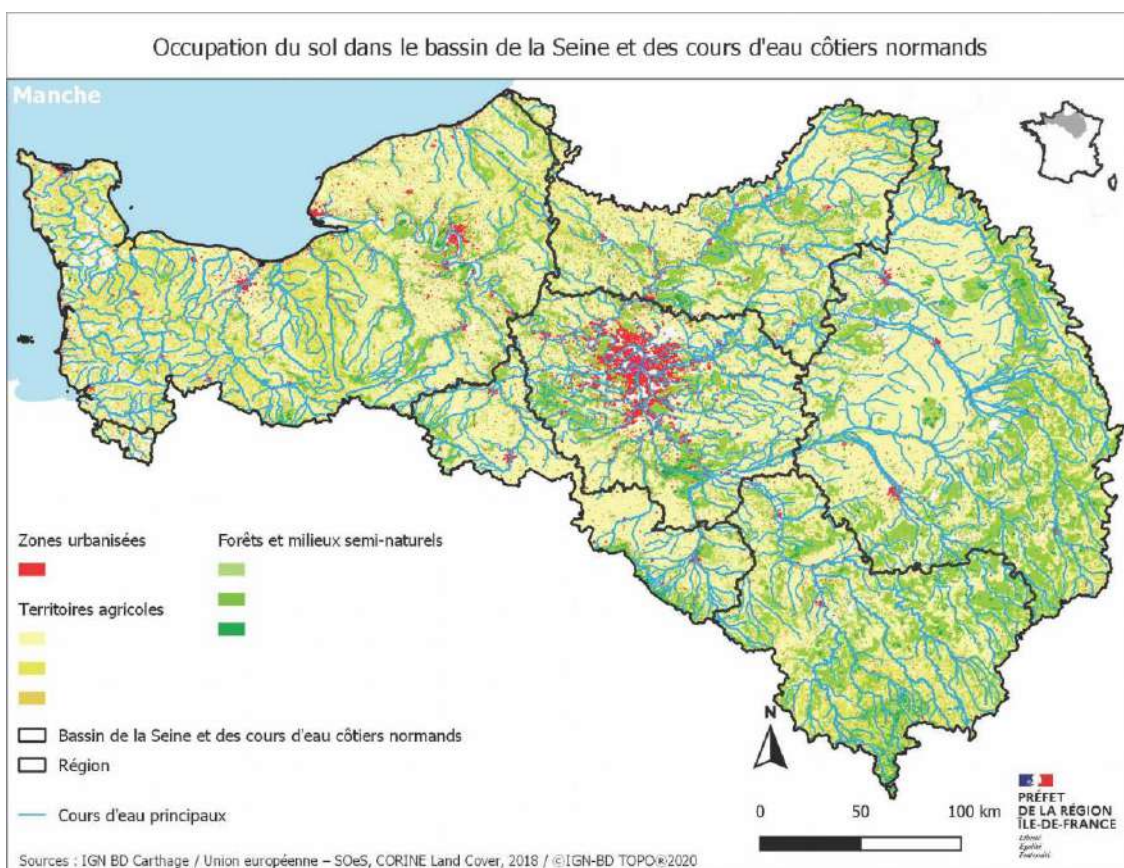 Occupation du sol dans le bassin de la Seine et des cours d'eau côtiers normands
Manche
Zones urbanisées
Forêts et milieux semi-naturels
Territoires agricoles
Bassin de la Seine et des cours d'eau côtiers normands
Région
Cours d'eau principaux
N
0 50 100 km
PRÉFET
DE LA RÉGION
ÎLE-DE-FRANCE
Liberté
Égalité
Fraternité
Sources : IGN BD Carthage / Union européenne – SOeS, CORINE Land Cover, 2018 / ©IGN-BD TOPO®2020